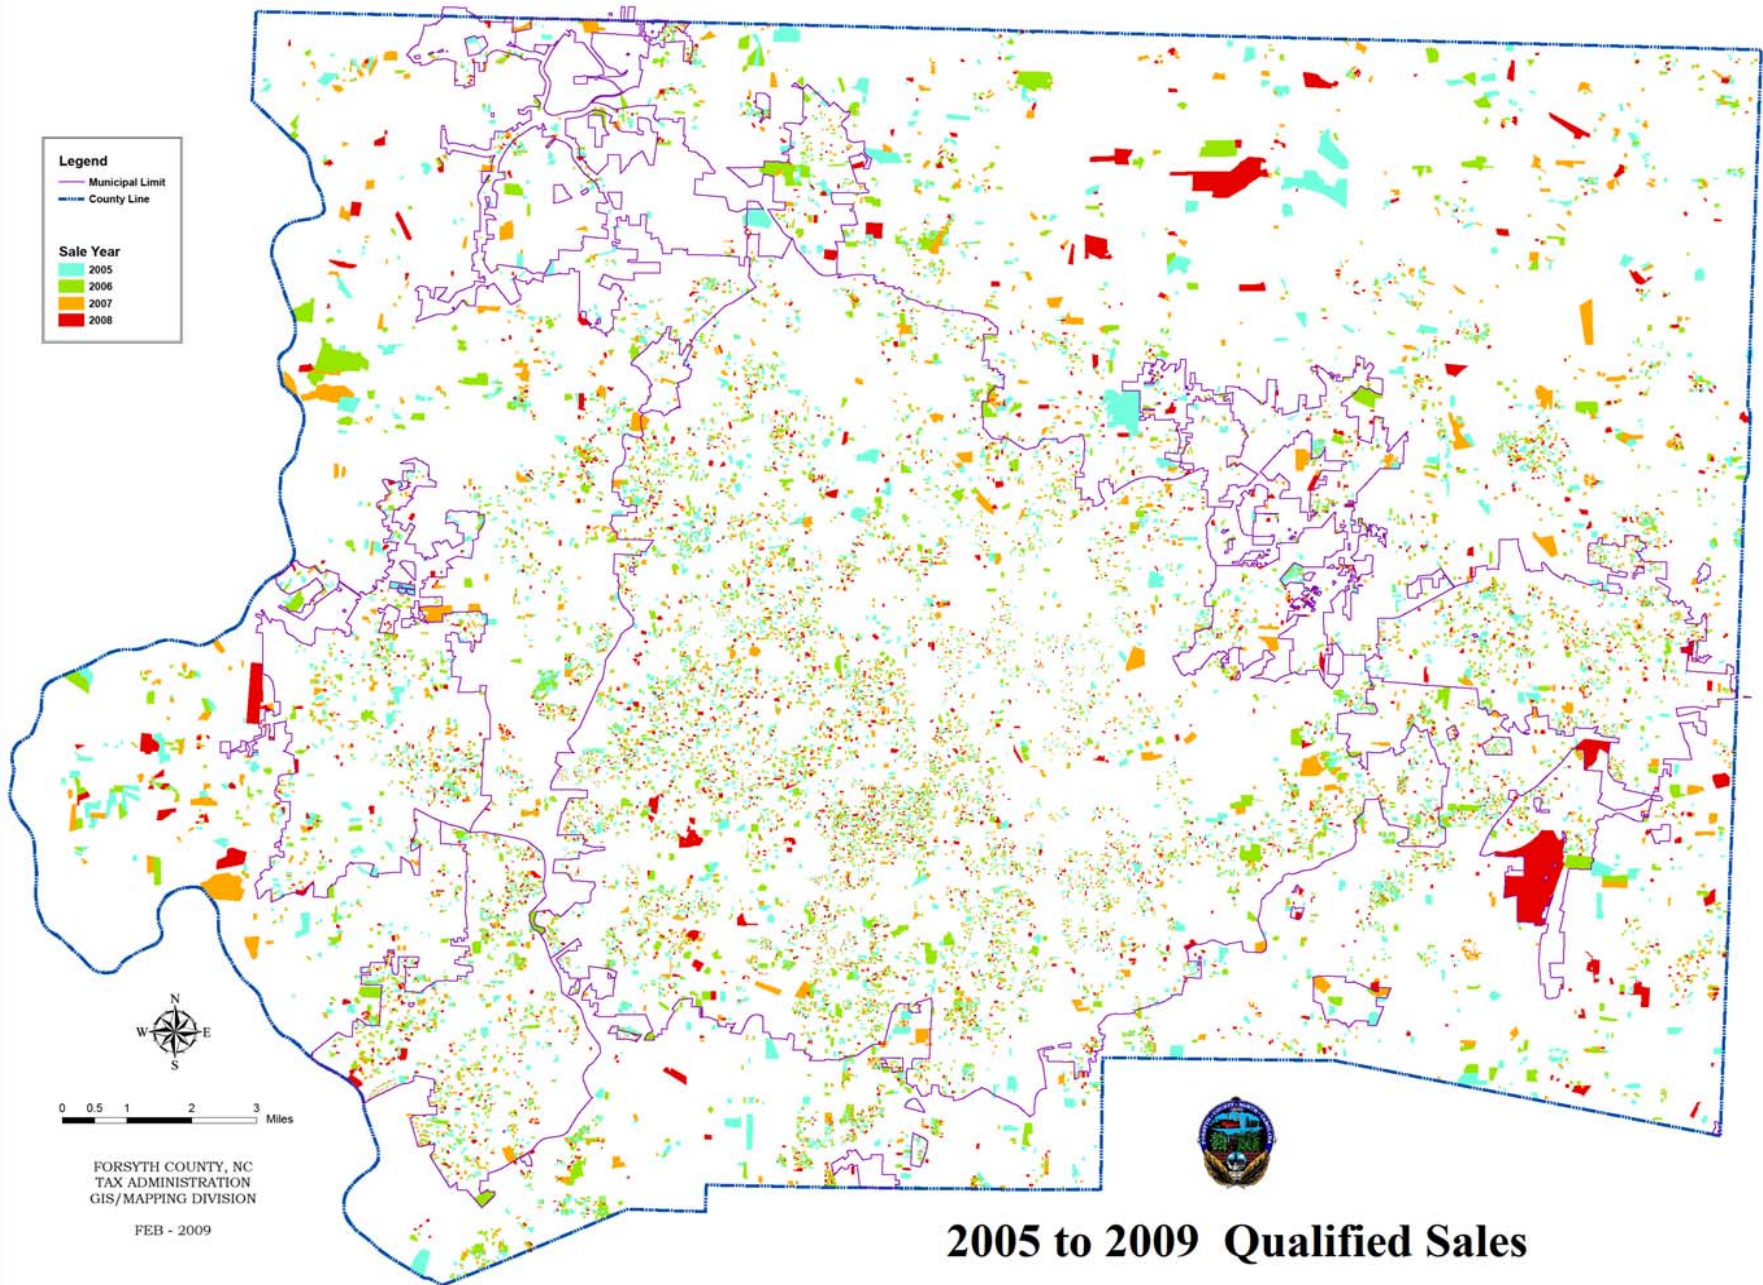 Legend
Municipal Limit
County Line
Sale Year
2005
2006
2007
2008
N
W E
S
0 0.5 1 2 3
Miles
FORSYTH COUNTY, NC
TAX ADMINISTRATION
GIS/MAPPING DIVISION
FEB - 2009
2005 to 2009 Qualified Sales